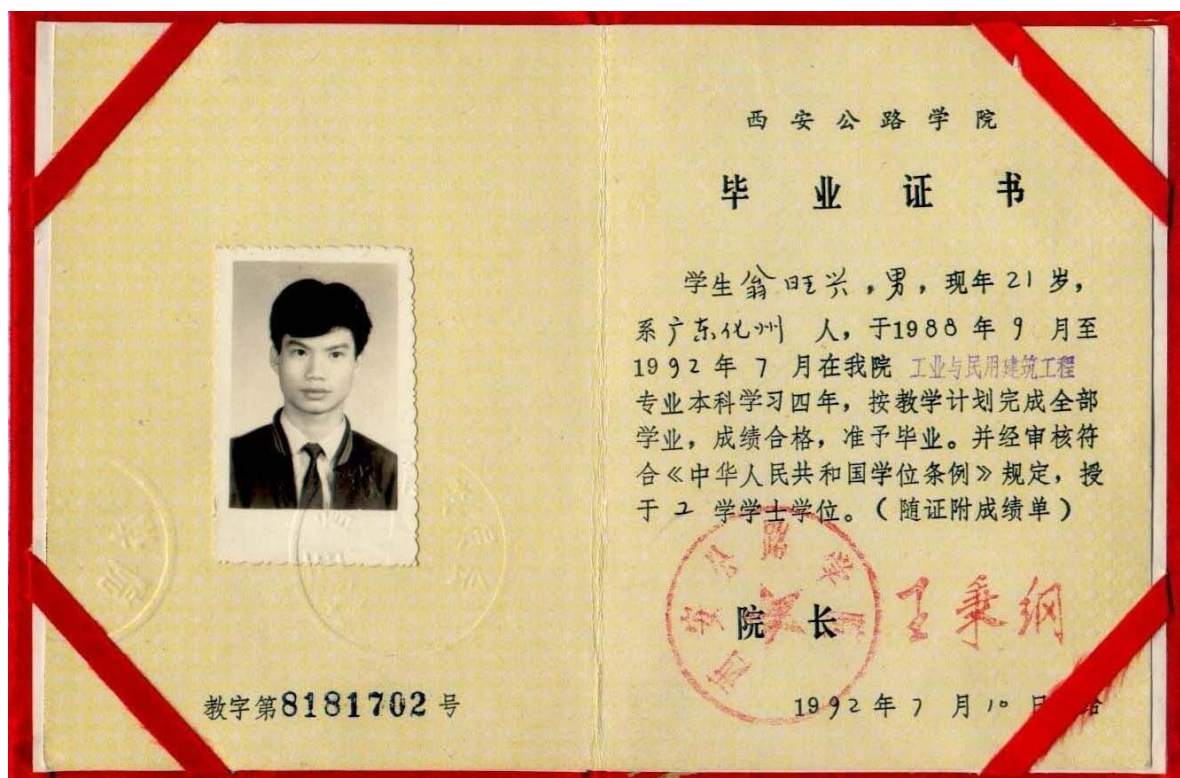 西安公路学院
毕业证书
学生翁旺兴，男，现年21岁，
系广东化州 人，于1988年9月至
1992年7月在我院 工业与民用建筑工程
专业本科学习四年，按教学计划完成全部
学业，成绩合格，准予毕业。并经审核符
合《中华人民共和国学位条例》规定，授
于工学学士学位。（随证附成绩单）
西安公路学院
院长 王秉纲
1992年7月10日
教字第8181702号